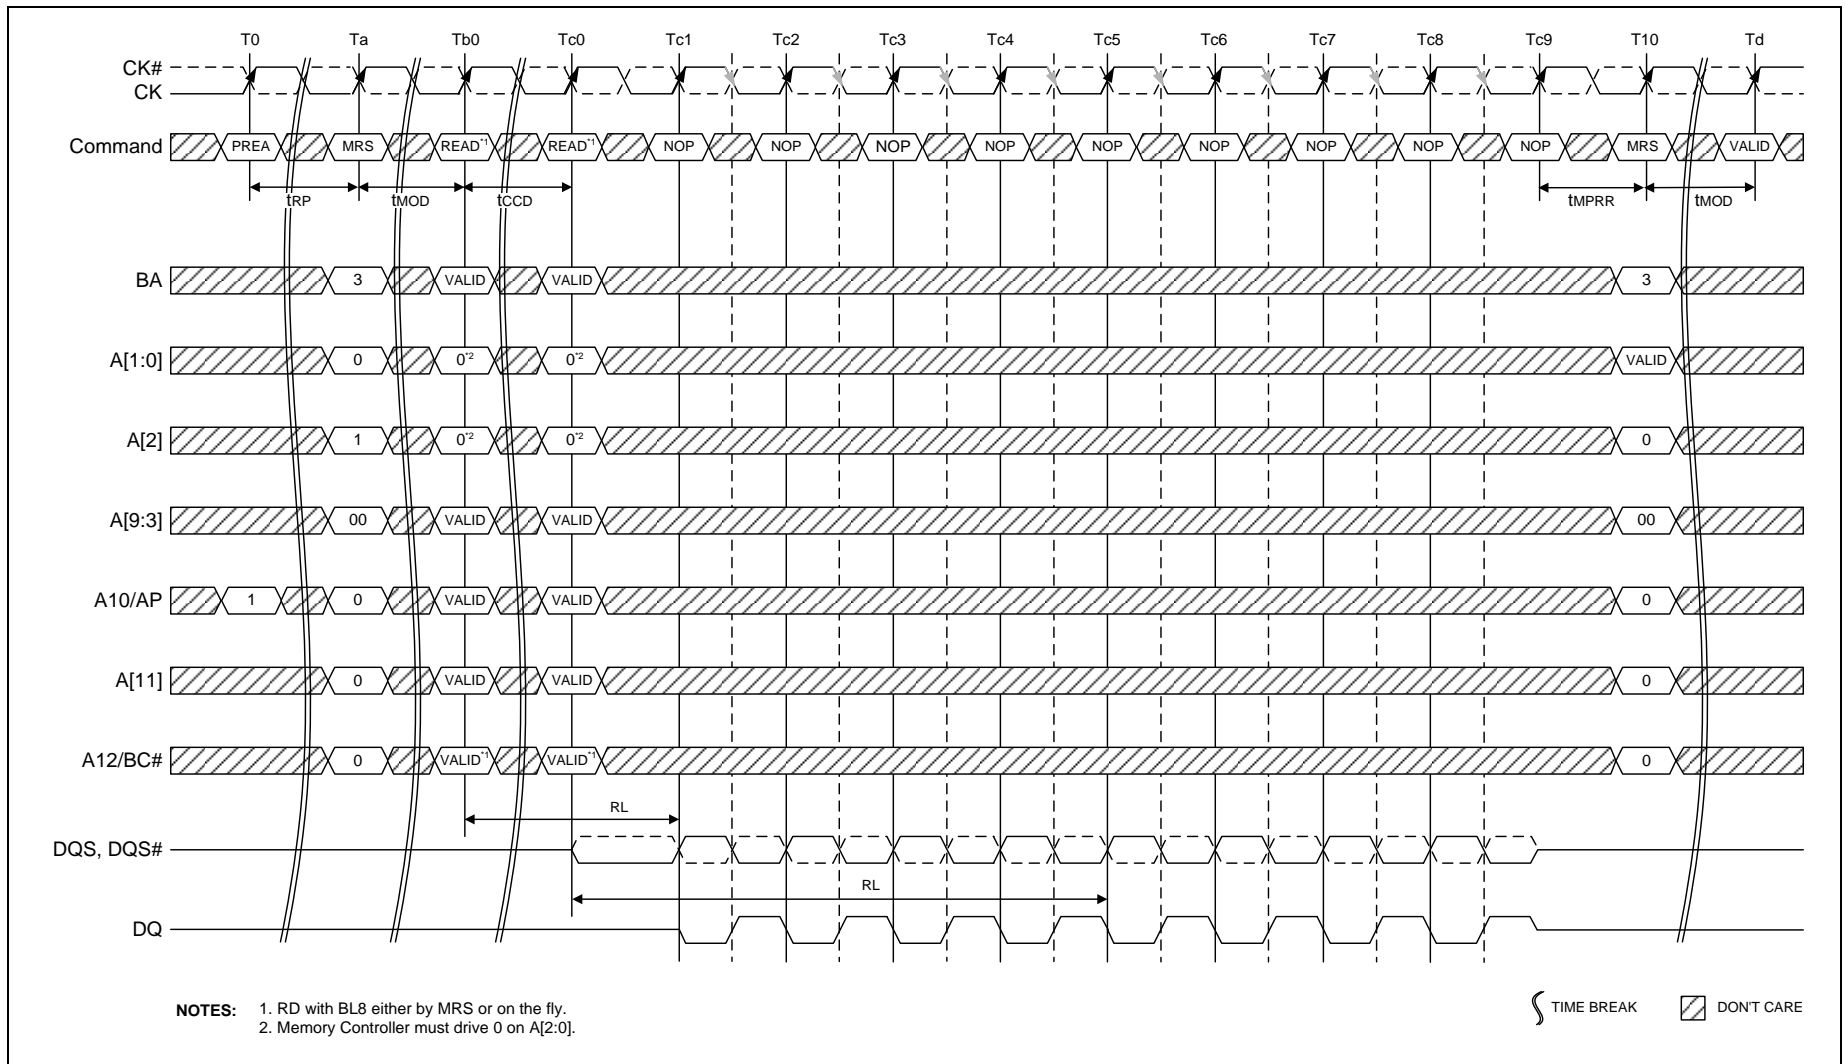 T0 Ta Tb0 Tc0 Tc1 Tc2 Tc3 Tc4 Tc5 Tc6 Tc7 Tc8 Tc9 T10 Td
CK#
CK
Command PREA MRS READ*1 READ*1 NOP NOP NOP NOP NOP NOP NOP NOP NOP MRS VALID
tRP tMOD tCCD tMPRR tMOD
BA 3 VALID VALID 3
A[1:0] 0 0*2 0*2 VALID
A[2] 1 0*2 0*2 0
A[9:3] 00 VALID VALID 00
A10/AP 1 0 VALID VALID 0
A[11] 0 VALID VALID 0
A12/BC# 0 VALID*1 VALID*1 0
RL
DQS, DQS#
RL
DQ
NOTES: 1. RD with BL8 either by MRS or on the fly.
2. Memory Controller must drive 0 on A[2:0].
TIME BREAK DON'T CARE